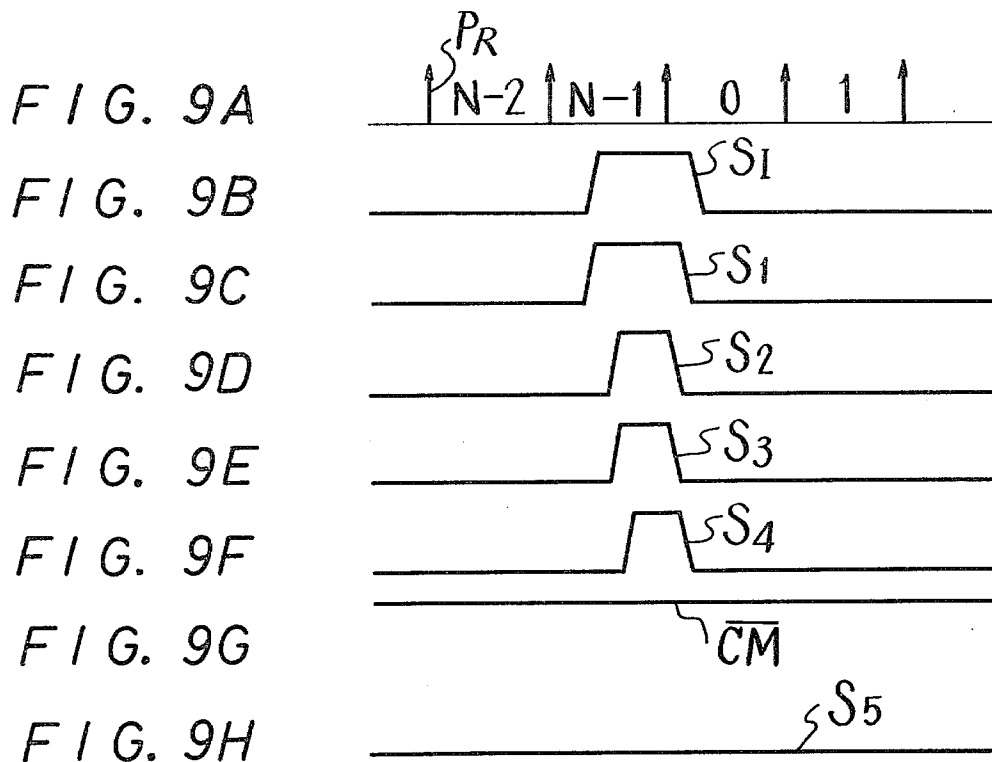 P_R
FIG. 9A N-2 N-1 0 1
FIG. 9B S_I
FIG. 9C S_1
FIG. 9D S_2
FIG. 9E S_3
FIG. 9F S_4
FIG. 9G C̅M̅
FIG. 9H S_5